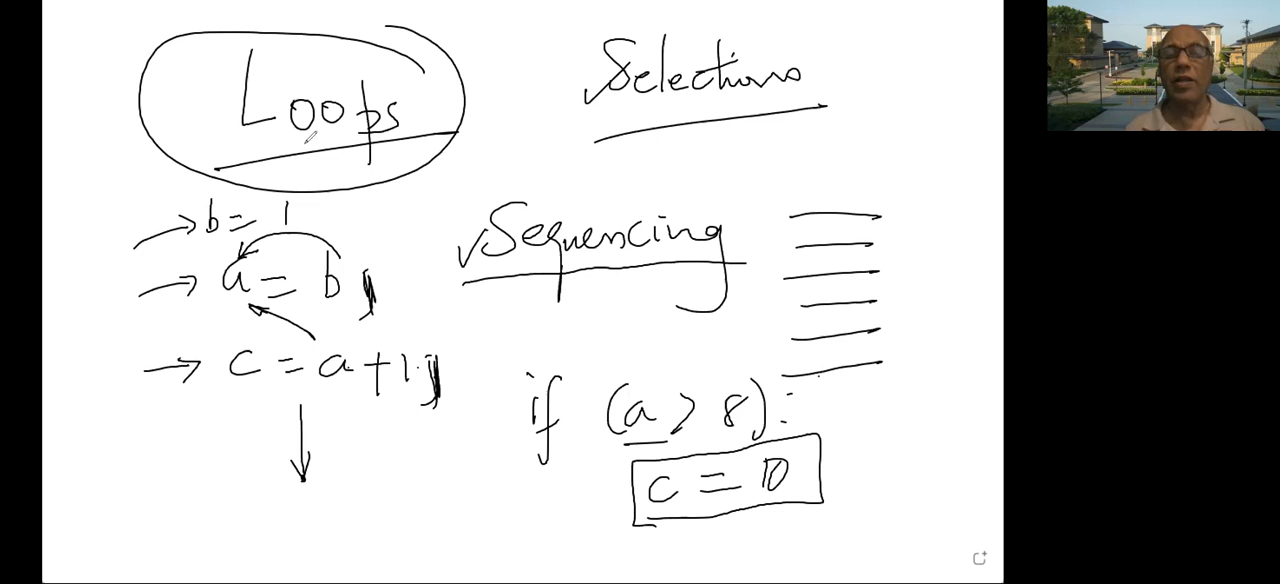 Loops
Selections
b = 1
Sequencing
a = b;
c = a + 1;
if (a > 8):
c = 10